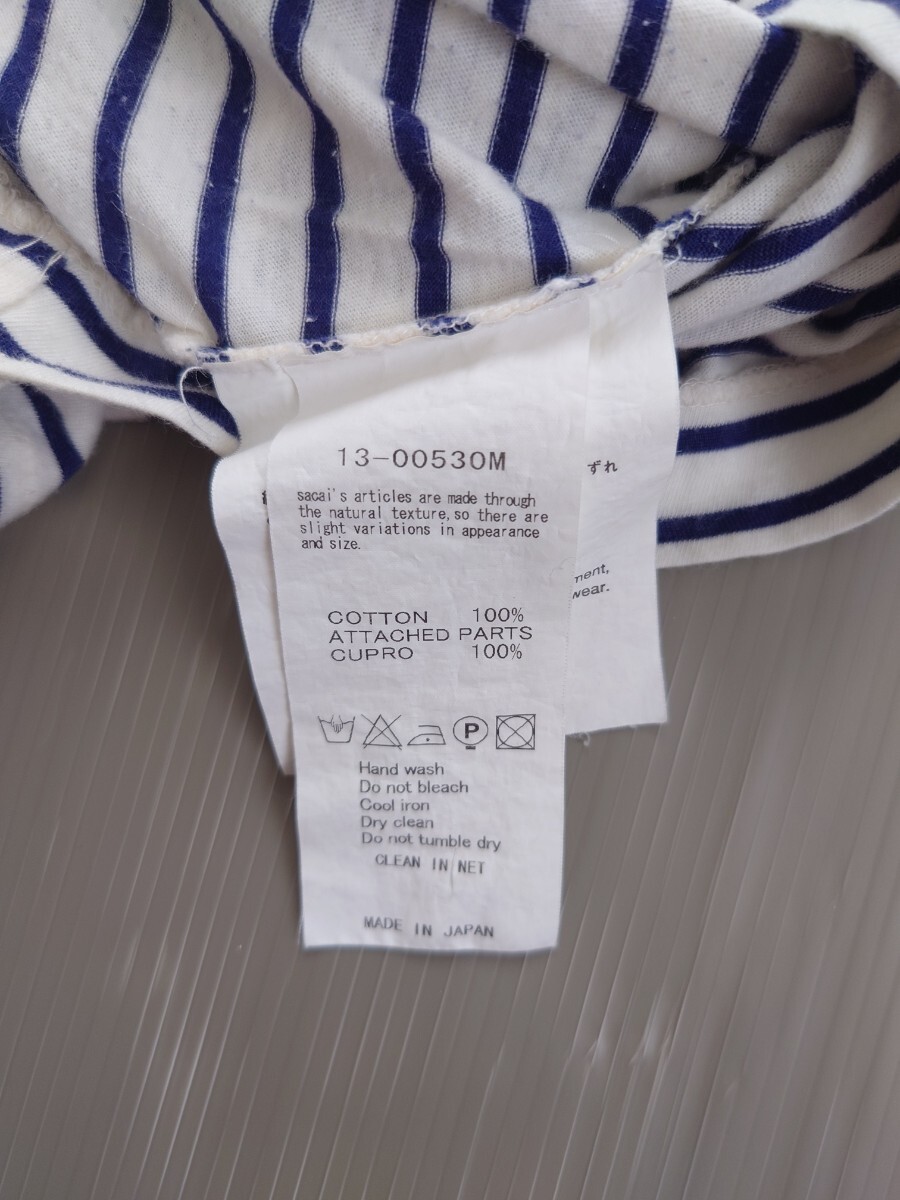 13-00530M
sacai's articles are made through
the natural texture,so there are
slight variations in appearance
and size.
COTTON 100%
ATTACHED PARTS
CUPRO 100%
P
Hand wash
Do not bleach
Cool iron
Dry clean
Do not tumble dry
CLEAN IN NET
MADE IN JAPAN
ずれ
ment,
wear.